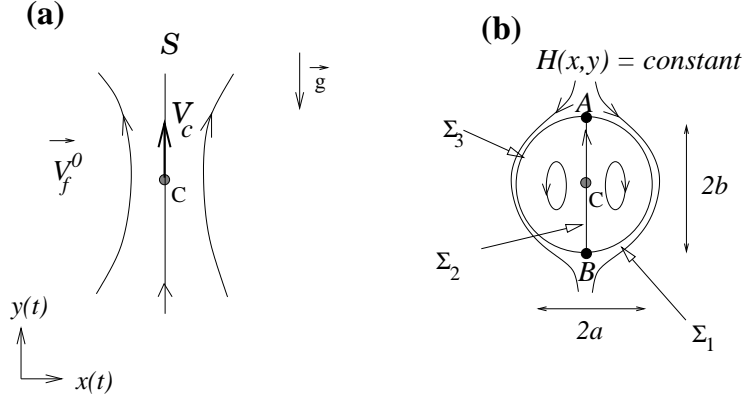 (a)
S
g
V_c
V_f^0
C
y(t)
x(t)
(b)
H(x,y) = constant
A
Σ_3
C
2b
Σ_2
B
2a
Σ_1